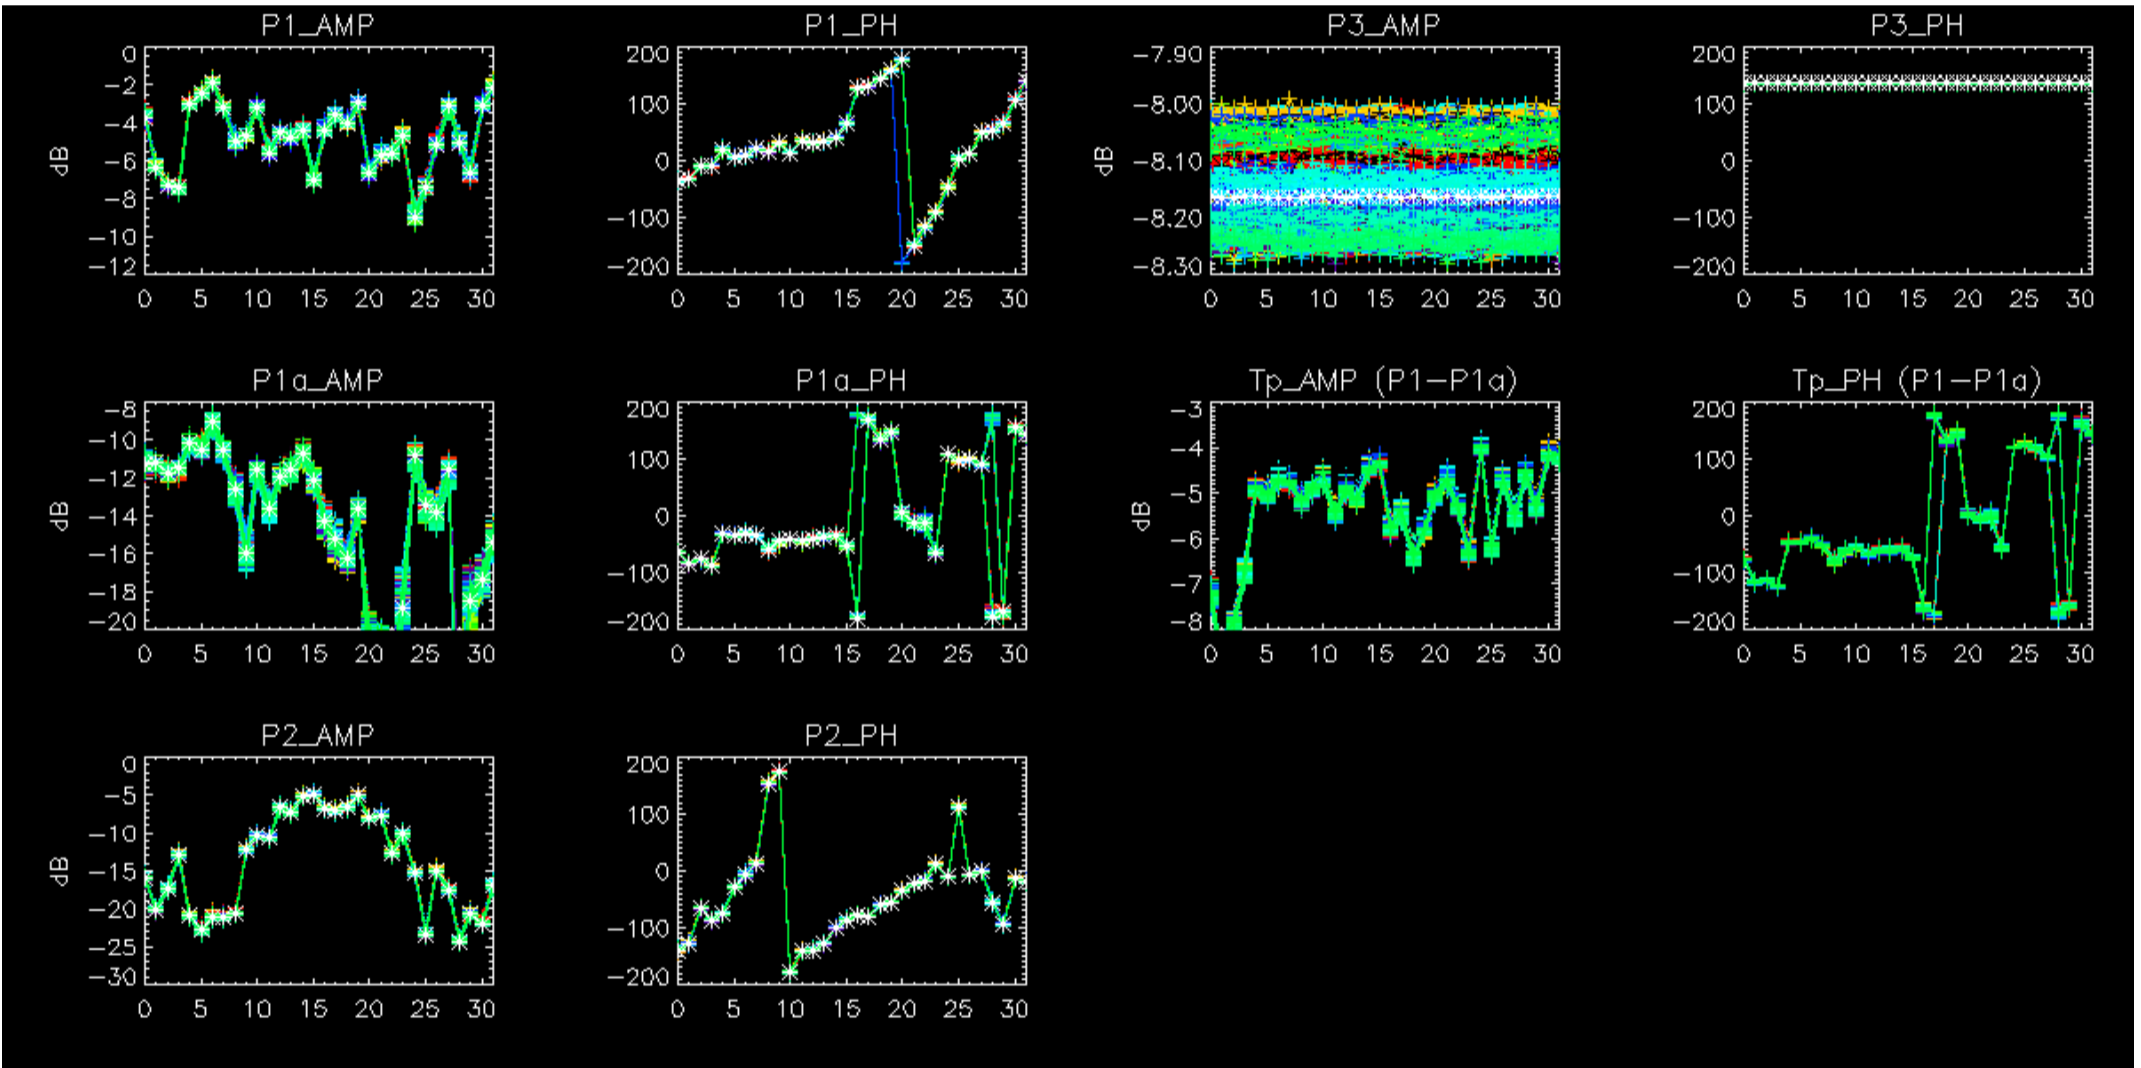 P1_AMP P1_PH P3_AMP P3_PH
0 200 -7.90 200
-2 100 -8.00 100
-4 0 -8.10 0
-6 -100 -8.20 -100
-8 -200 -8.30 -200
-10
-12
dB dB
0 5 10 15 20 25 30 0 5 10 15 20 25 30 0 5 10 15 20 25 30 0 5 10 15 20 25 30
P1a_AMP P1a_PH Tp_AMP (P1-P1a) Tp_PH (P1-P1a)
-8 200 -3 200
-10 100 -4 100
-12 0 -5 0
-14 -100 -6 -100
-16 -200 -7 -200
-18 -8
-20
dB dB
0 5 10 15 20 25 30 0 5 10 15 20 25 30 0 5 10 15 20 25 30 0 5 10 15 20 25 30
P2_AMP P2_PH
0 200
-5 100
-10 0
-15 -100
-20 -200
-25
-30
dB
0 5 10 15 20 25 30 0 5 10 15 20 25 30